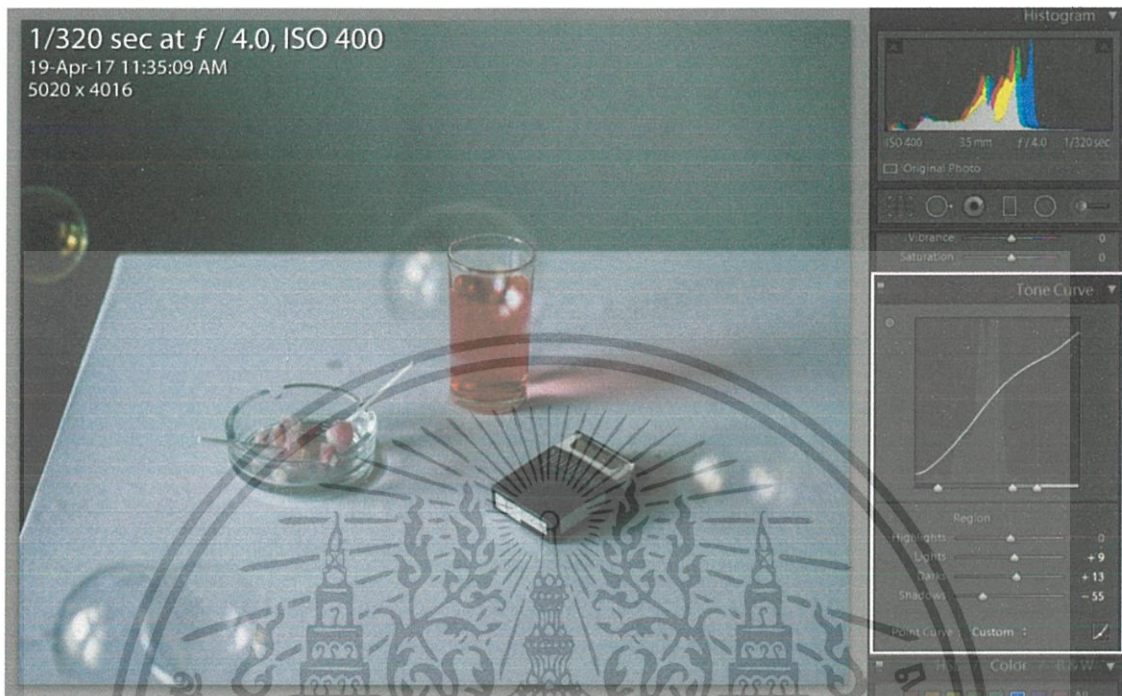 1/320 sec at ƒ / 4.0, ISO 400
19-Apr-17 11:35:09 AM
5020 x 4016
Histogram
ISO 400 35 mm ƒ / 4.0 1/320 sec
Original Photo
Vibrance 0
Saturation 0
Tone Curve
Region
Highlights 0
Lights + 9
Darks + 13
Shadows - 55
Point Curve : Custom
Color B & W